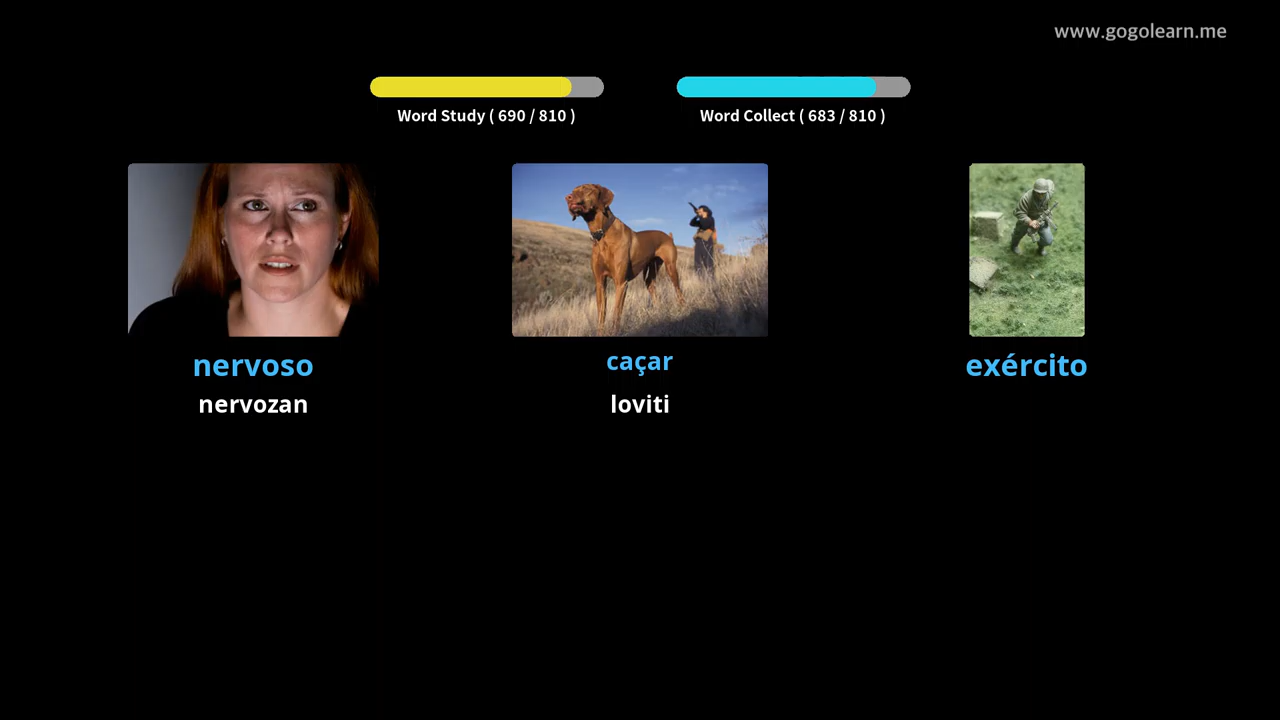 www.gogolearn.me
Word Study ( 690 / 810 )
Word Collect ( 683 / 810 )
nervoso
caçar
exército
nervozan
loviti